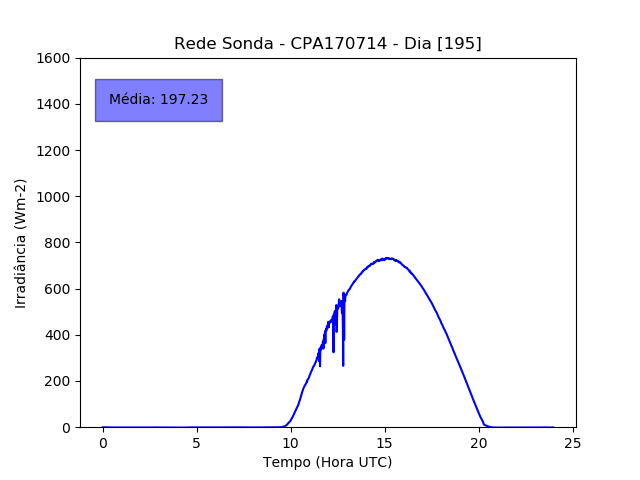 Rede Sonda - CPA170714 - Dia [195]
1600
1400
1200
1000
800
600
400
200
0
Média: 197.23
Irradiância (Wm-2)
0 5 10 15 20 25
Tempo (Hora UTC)